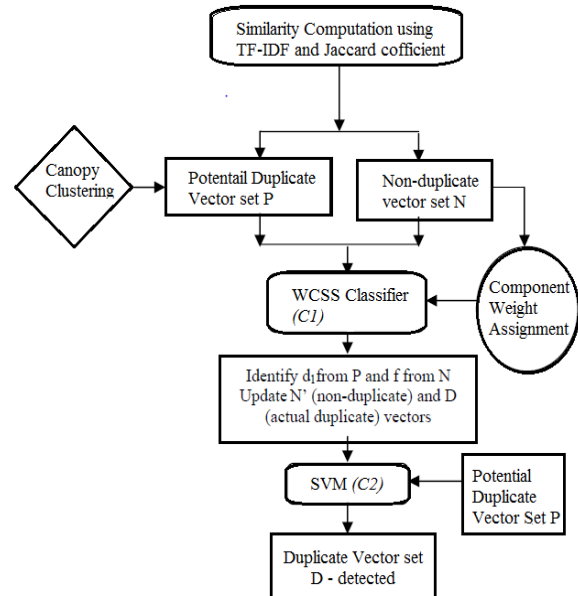 Similarity Computation using
TF-IDF and Jaccard cofficient
Canopy
Clustering
Potentail Duplicate
Vector set P
Non-duplicate
vector set N
WCSS Classifier
(C1)
Component
Weight
Assignment
Identify d₁from P and f from N
Update N' (non-duplicate) and D
(actual duplicate) vectors
SVM (C2)
Potential
Duplicate
Vector Set P
Duplicate Vector set
D - detected